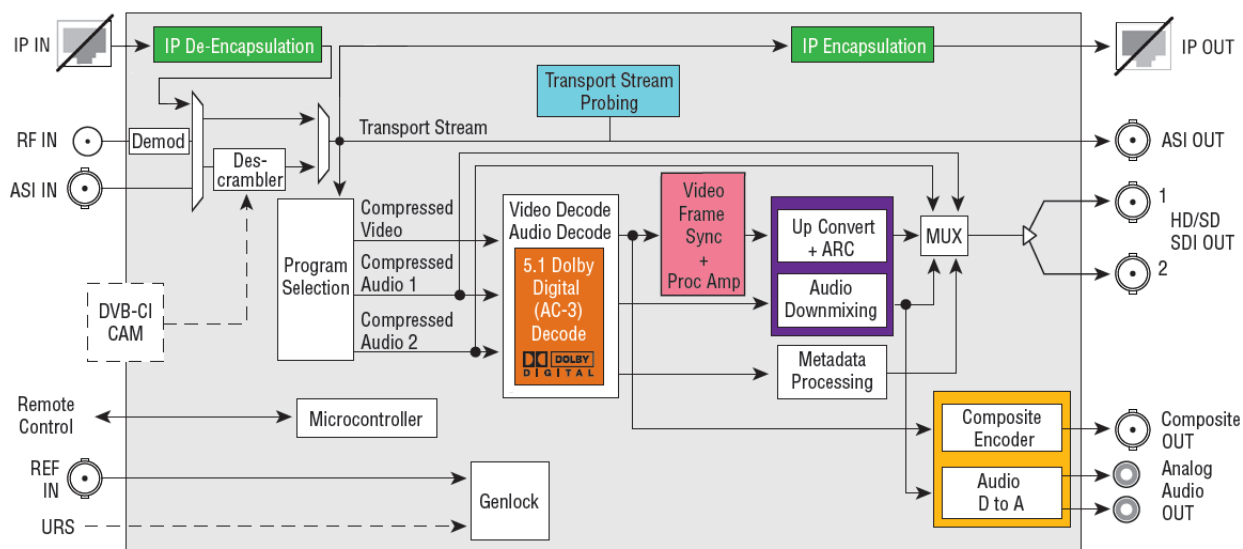 IP IN
IP De-Encapsulation
IP Encapsulation
IP OUT
Transport Stream
Probing
RF IN
Demod
Transport Stream
ASI OUT
ASI IN
Des-
crambler
Program
Selection
Compressed
Video
Compressed
Audio 1
Compressed
Audio 2
Video Decode
Audio Decode
5.1 Dolby
Digital
(AC-3)
Decode
DOLBY
DIGITAL
Video
Frame
Sync
+
Proc Amp
Up Convert
+ ARC
Audio
Downmixing
MUX
1
HD/SD
SDI OUT
2
DVB-CI
CAM
Metadata
Processing
Remote
Control
Microcontroller
Composite
Encoder
Composite
OUT
REF
IN
Genlock
URS
Audio
D to A
Analog
Audio
OUT